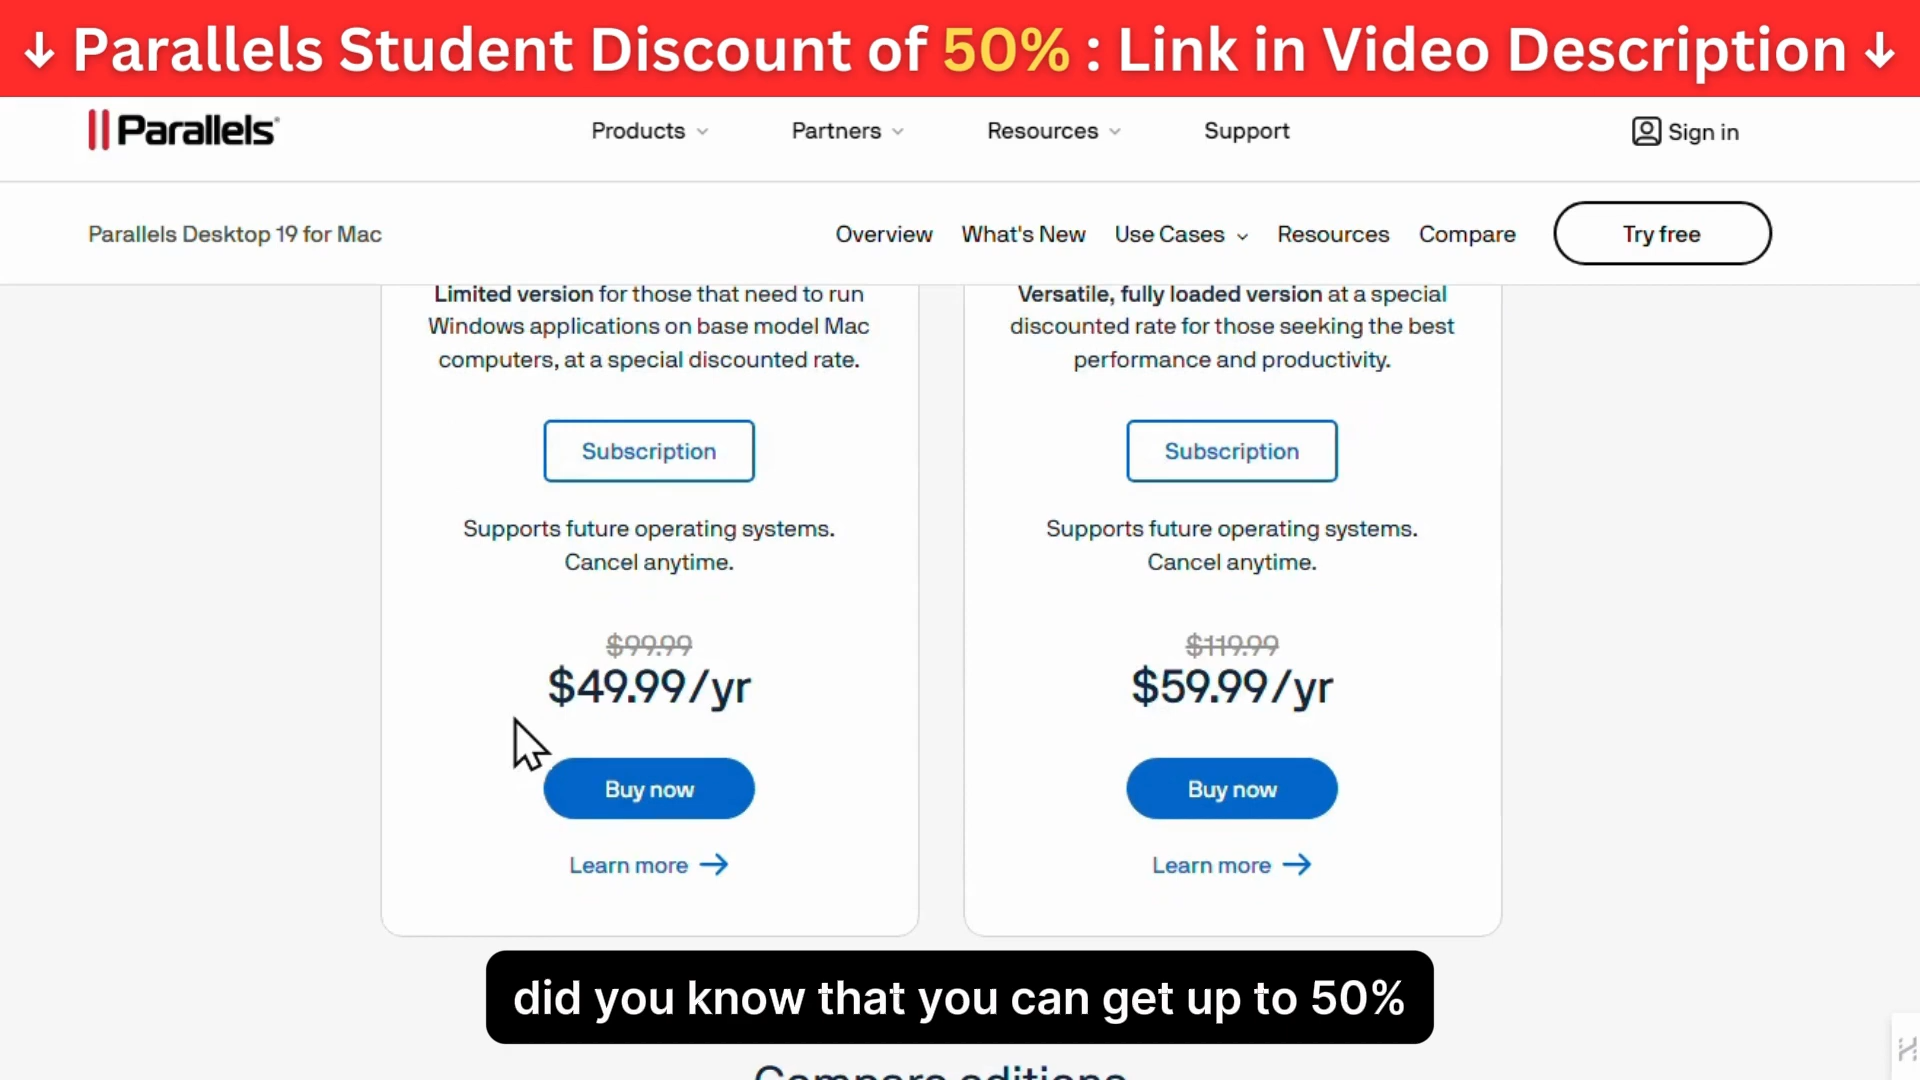 ↓ Parallels Student Discount of 50% : Link in Video Description ↓
Parallels
Products
Partners
Resources
Support
Sign in
Parallels Desktop 19 for Mac
Overview
What's New
Use Cases
Resources
Compare
Try free
Limited version for those that need to run
Windows applications on base model Mac
computers, at a special discounted rate.
Subscription
Supports future operating systems.
Cancel anytime.
$99.99
$49.99/yr
Buy now
Learn more →
Versatile, fully loaded version at a special
discounted rate for those seeking the best
performance and productivity.
Subscription
Supports future operating systems.
Cancel anytime.
$119.99
$59.99/yr
Buy now
Learn more →
did you know that you can get up to 50%
Compare editions